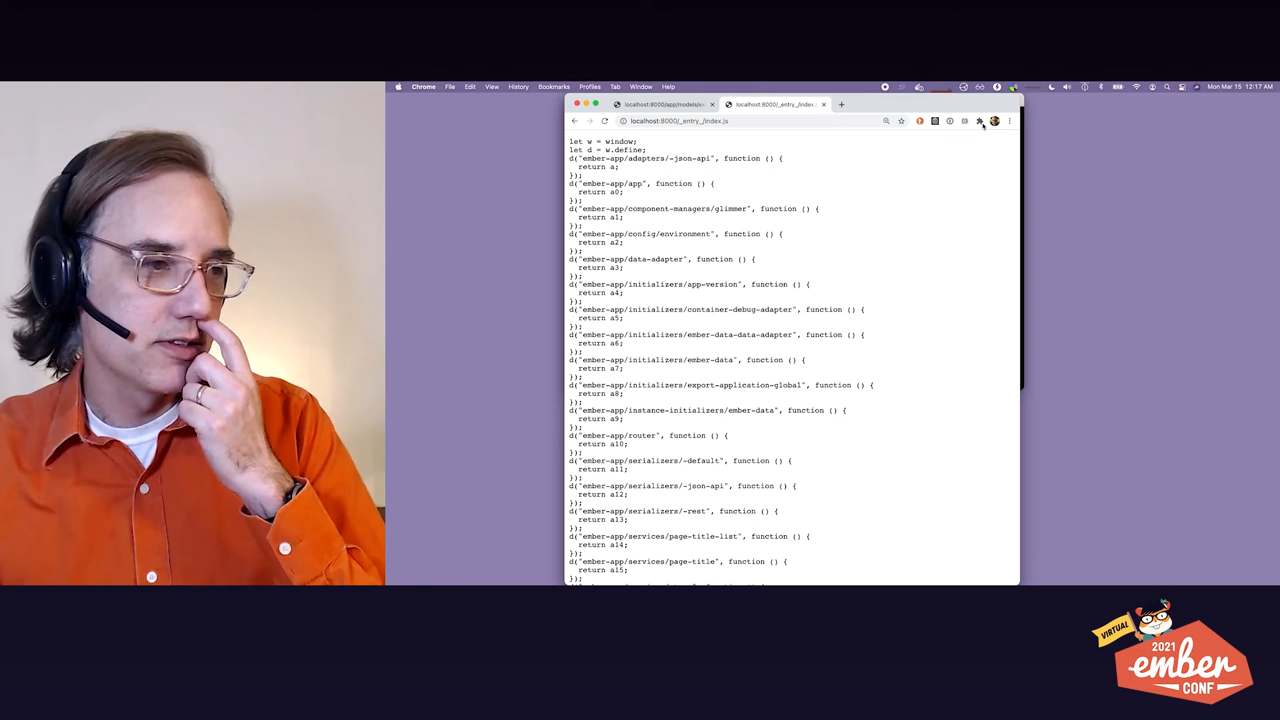 Chrome File Edit View History Bookmarks Profiles Tab Window Help
Mon Mar 15 12:17 AM
localhost:8000/app/models/e
localhost:8000/_entry_/index.j
localhost:8000/_entry_/index.js
let w = window;
let d = w.define;
d("ember-app/adapters/-json-api", function () {
return a;
});
d("ember-app/app", function () {
return a0;
});
d("ember-app/component-managers/glimmer", function () {
return a1;
});
d("ember-app/config/environment", function () {
return a2;
});
d("ember-app/data-adapter", function () {
return a3;
});
d("ember-app/initializers/app-version", function () {
return a4;
});
d("ember-app/initializers/container-debug-adapter", function () {
return a5;
});
d("ember-app/initializers/ember-data-data-adapter", function () {
return a6;
});
d("ember-app/initializers/ember-data", function () {
return a7;
});
d("ember-app/initializers/export-application-global", function () {
return a8;
});
d("ember-app/instance-initializers/ember-data", function () {
return a9;
});
d("ember-app/router", function () {
return a10;
});
d("ember-app/serializers/-default", function () {
return a11;
});
d("ember-app/serializers/-json-api", function () {
return a12;
});
d("ember-app/serializers/-rest", function () {
return a13;
});
d("ember-app/services/page-title-list", function () {
return a14;
});
d("ember-app/services/page-title", function () {
return a15;
});
VIRTUAL
2021
ember
CONF